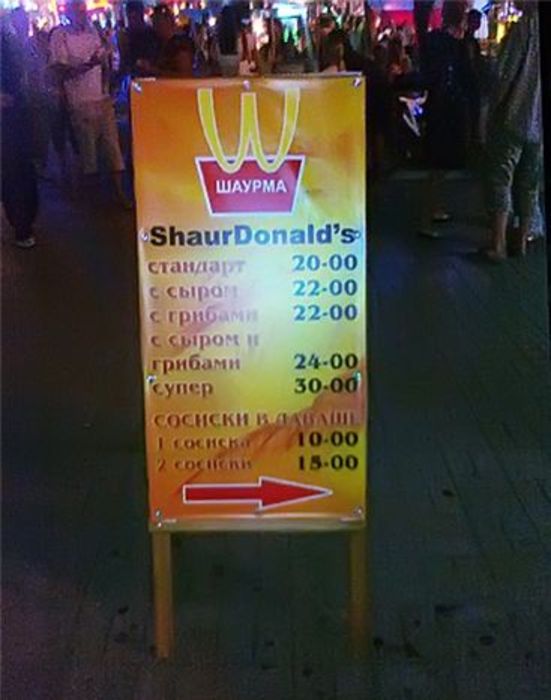 ШАУРМА
ShaurDonald's
стандарт 20-00
с сыром 22-00
с грибами 22-00
с сыром и
грибами 24-00
супер 30-00
СОСИСКИ В ЛАВАШЕ
1 сосиска 10-00
2 сосиски 15-00